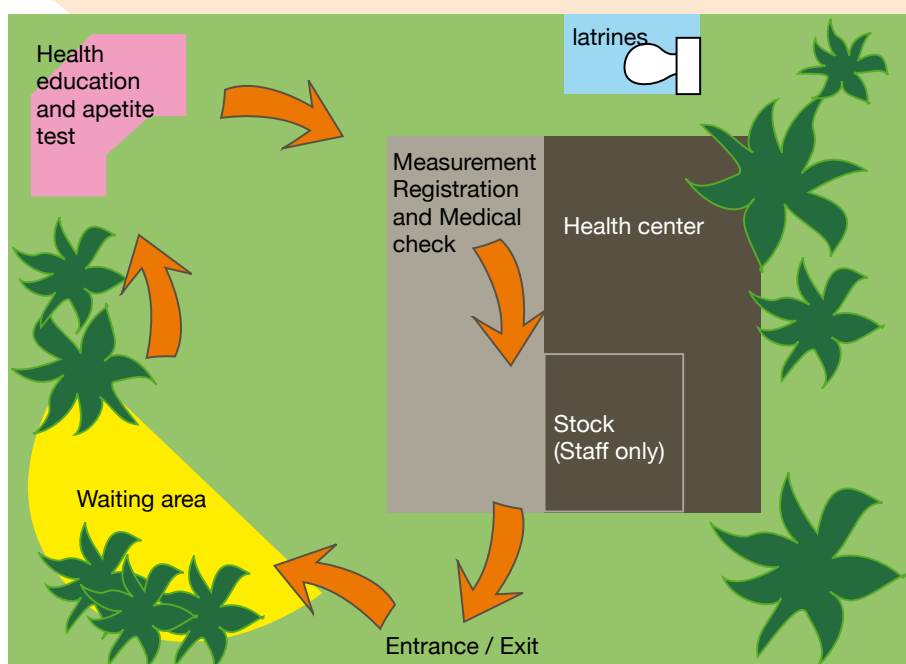 Health
education
and apetite
test
latrines
Measurement
Registration
and Medical
check
Health center
Stock
(Staff only)
Waiting area
Entrance / Exit